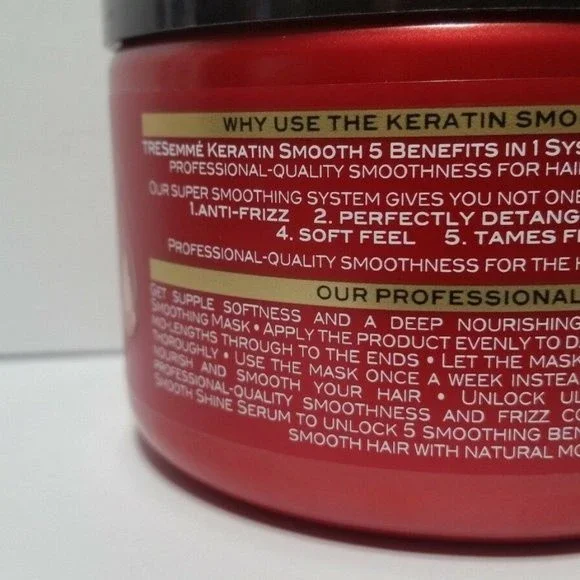 WHY USE THE KERATIN SMO
TRESEMMÉ KERATIN SMOOTH 5 BENEFITS IN 1 SYS
PROFESSIONAL-QUALITY SMOOTHNESS FOR HAI
OUR SUPER SMOOTHING SYSTEM GIVES YOU NOT ONE
1.ANTI-FRIZZ 2. PERFECTLY DETANG
4. SOFT FEEL 5. TAMES F
PROFESSIONAL-QUALITY SMOOTHNESS FOR THE H
OUR PROFESSIONAL
GET SUPPLE SOFTNESS AND A DEEP NOURISHING
SMOOTHING MASK • APPLY THE PRODUCT EVENLY TO DA
MID-LENGTHS THROUGH TO THE ENDS • LET THE MASK
THOROUGHLY • USE THE MASK ONCE A WEEK INSTEA
NOURISH AND SMOOTH YOUR HAIR • UNLOCK UL
PROFESSIONAL-QUALITY SMOOTHNESS AND FRIZZ CO
SMOOTH SHINE SERUM TO UNLOCK 5 SMOOTHING BEN
SMOOTH HAIR WITH NATURAL MO